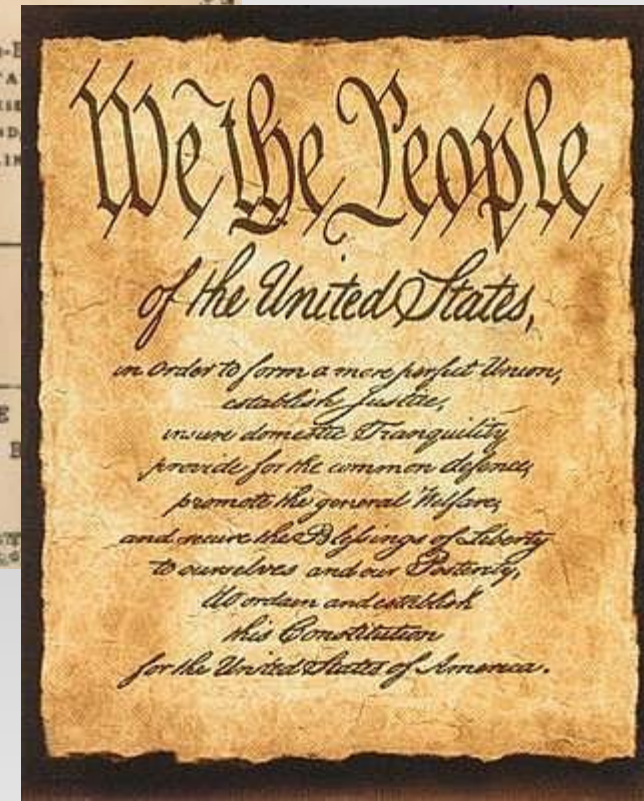 We the People
of the United States,
in Order to form a more perfect Union,
establish Justice,
insure domestic Tranquility
provide for the common defence,
promote the general Welfare,
and secure the Blessings of Liberty
to ourselves and our Posterity,
do ordain and establish
this Constitution
for the United States of America.